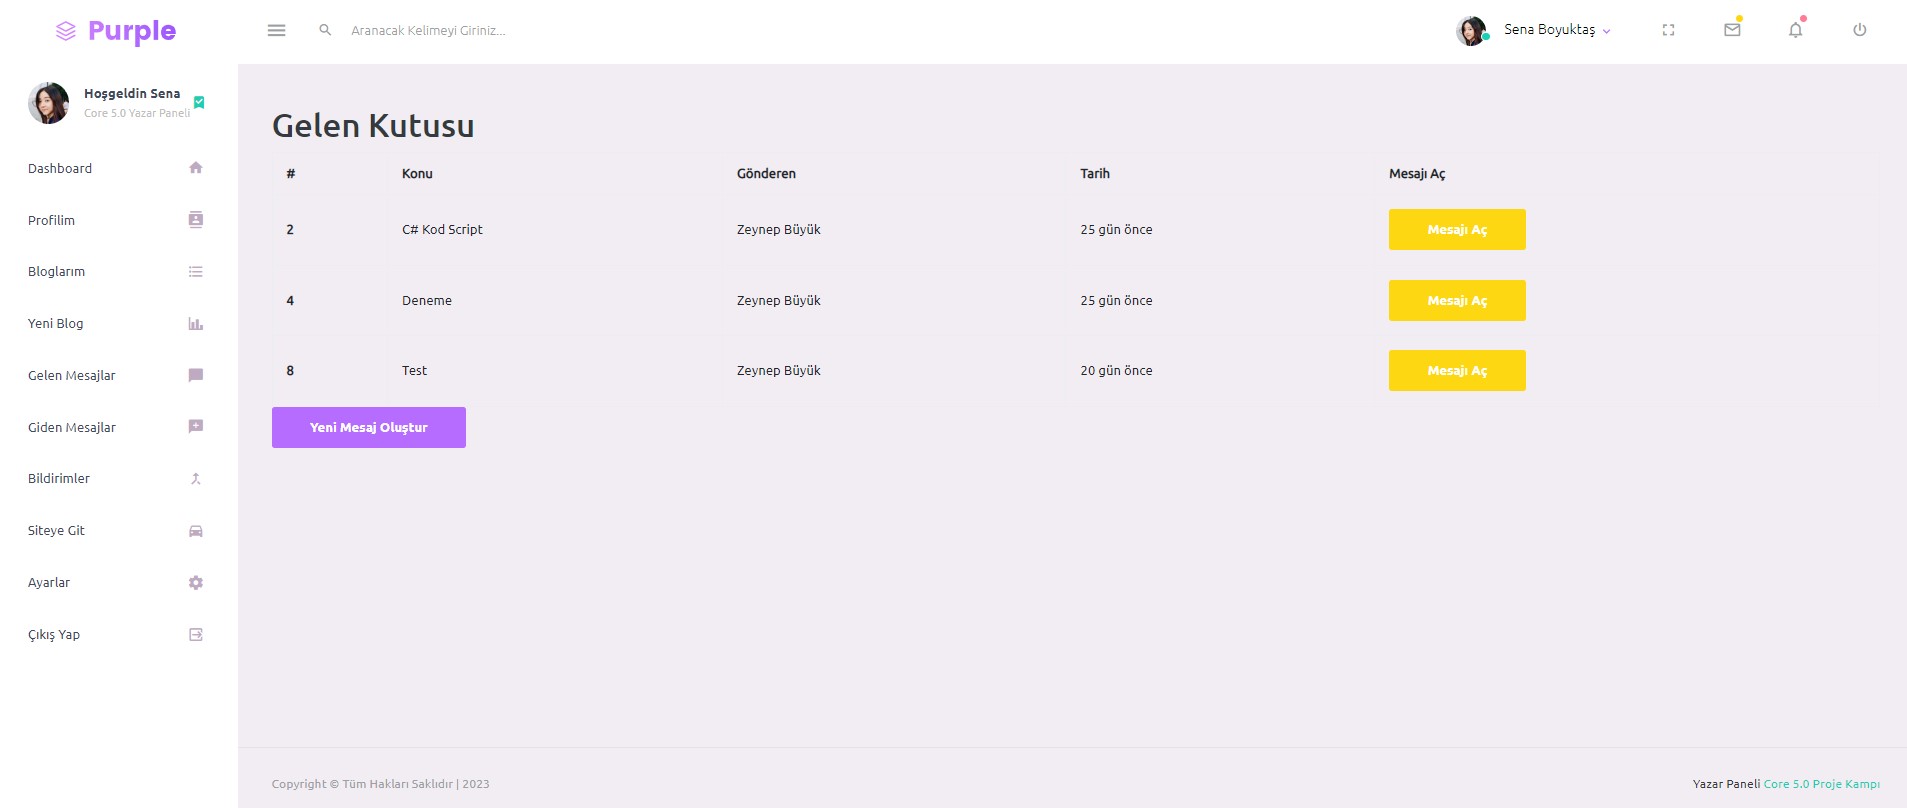 Purple
Aranacak Kelimeyi Giriniz...
Sena Boyuktaş
Hoşgeldin Sena
Core 5.0 Yazar Paneli
Dashboard
Profilim
Bloglarım
Yeni Blog
Gelen Mesajlar
Giden Mesajlar
Bildirimler
Siteye Git
Ayarlar
Çıkış Yap
Gelen Kutusu
# Konu Gönderen Tarih Mesajı Aç
2 C# Kod Script Zeynep Büyük 25 gün önce Mesajı Aç
4 Deneme Zeynep Büyük 25 gün önce Mesajı Aç
8 Test Zeynep Büyük 20 gün önce Mesajı Aç
Yeni Mesaj Oluştur
Copyright © Tüm Hakları Saklıdır | 2023
Yazar Paneli Core 5.0 Proje Kampı